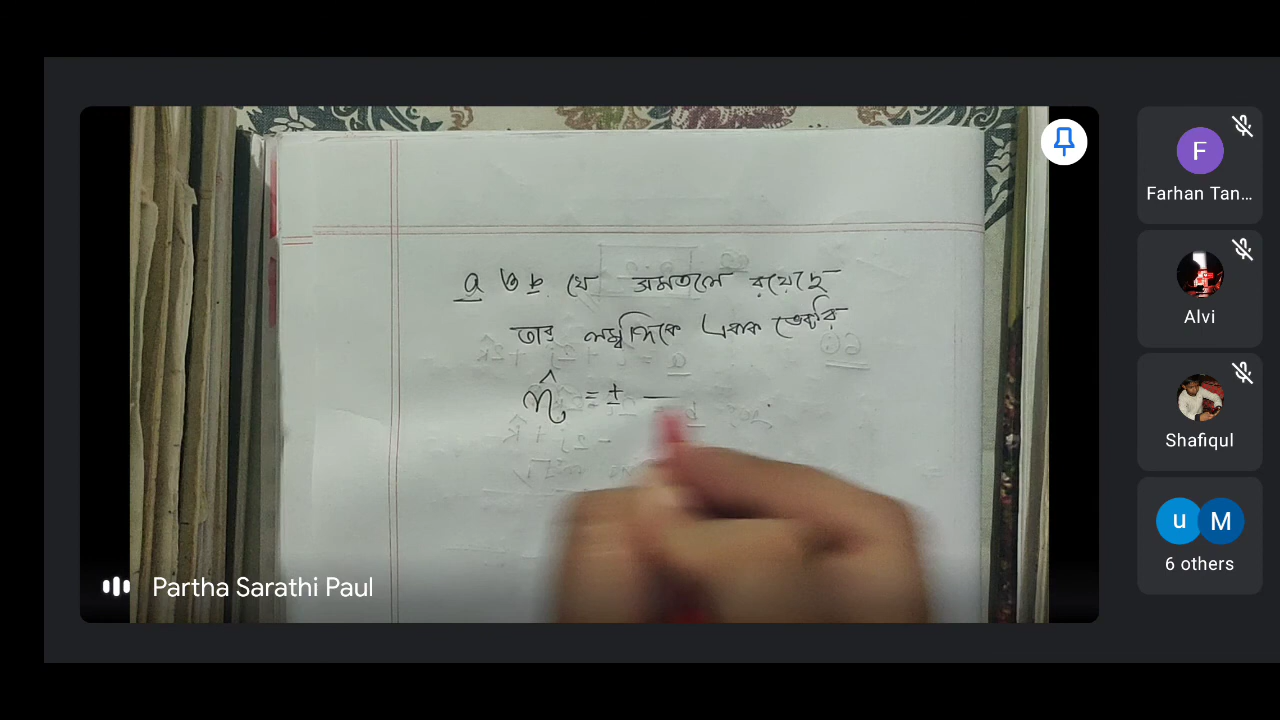 a ও b যে সমতলে রয়েছে
তার লম্বদিকে একক ভেক্টর
n̂ = ± —
Partha Sarathi Paul
F
Farhan Tan...
Alvi
Shafiqul
u M
6 others